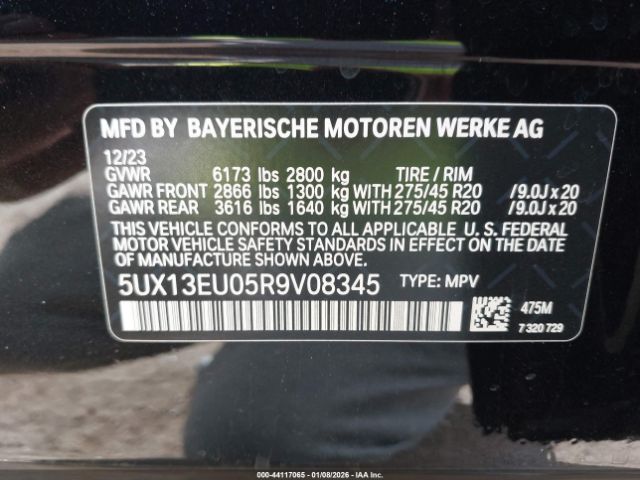 MFD BY BAYERISCHE MOTOREN WERKE AG
12/23
GVWR 6173 lbs 2800 kg TIRE / RIM
GAWR FRONT 2866 lbs 1300 kg WITH 275/45 R20 /9.0J x 20
GAWR REAR 3616 lbs 1640 kg WITH 275/45 R20 /9.0J x 20
THIS VEHICLE CONFORMS TO ALL APPLICABLE U. S. FEDERAL
MOTOR VEHICLE SAFETY STANDARDS IN EFFECT ON THE DATE
OF MANUFACTURE SHOWN ABOVE.
5UX13EU05R9V08345 TYPE: MPV
475M
7 320 729
000-44117065 01/08/2026 IAA Inc.